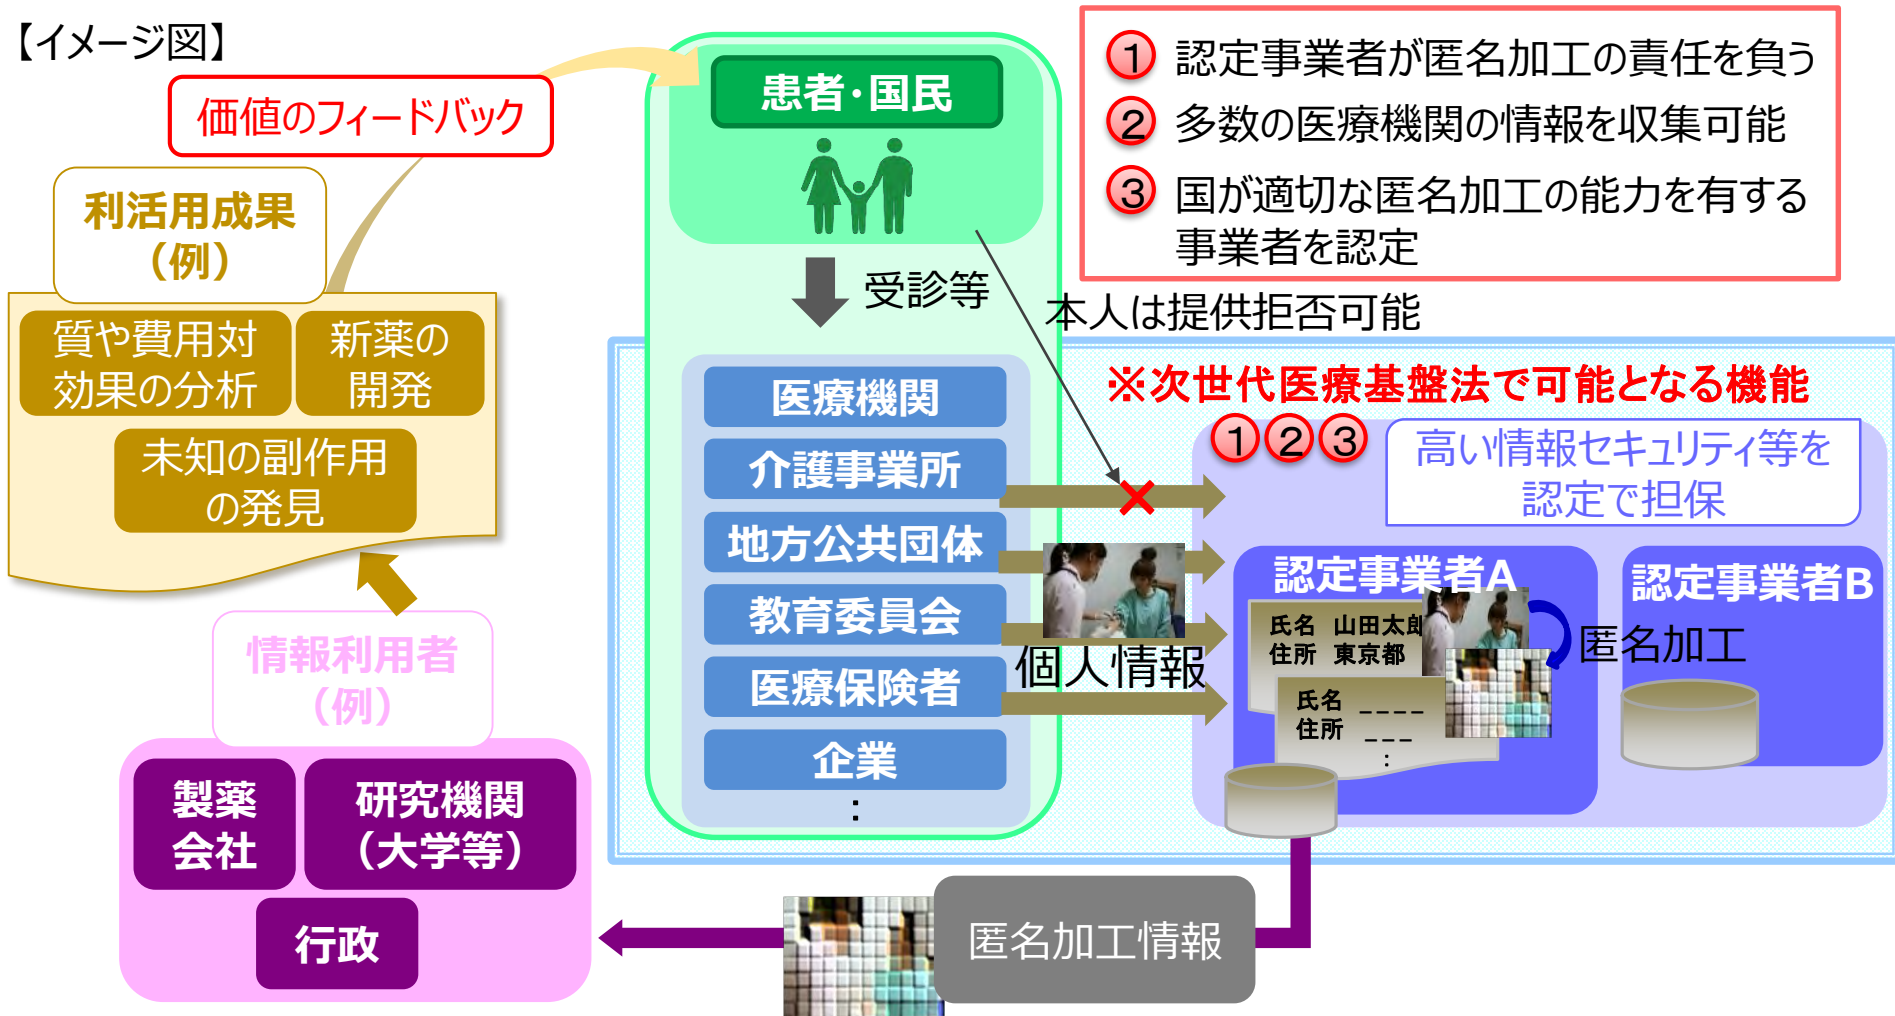 【イメージ図】
価値のフィードバック
利活用成果
（例）
質や費用対
効果の分析
新薬の
開発
未知の副作用
の発見
情報利用者
（例）
製薬
会社
研究機関
（大学等）
行政
患者・国民
受診等
医療機関
介護事業所
地方公共団体
教育委員会
医療保険者
企業
：
① 認定事業者が匿名加工の責任を負う
② 多数の医療機関の情報を収集可能
③ 国が適切な匿名加工の能力を有する
事業者を認定
本人は提供拒否可能
※次世代医療基盤法で可能となる機能
①②③
高い情報セキュリティ等を
認定で担保
個人情報
認定事業者A
氏名 山田太郎
住所 東京都
氏名 ＿＿＿＿
住所 ＿＿＿
：
匿名加工
認定事業者B
匿名加工情報